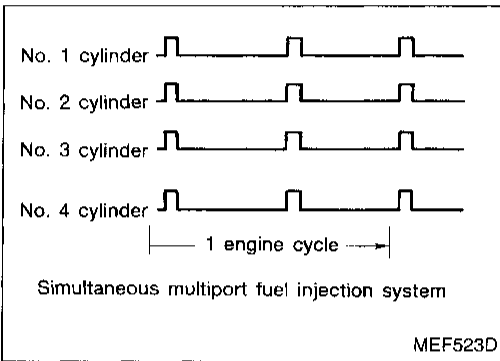 No. 1 cylinder
No. 2 cylinder
No. 3 cylinder
No. 4 cylinder
1 engine cycle
Simultaneous multiport fuel injection system
MEF523D